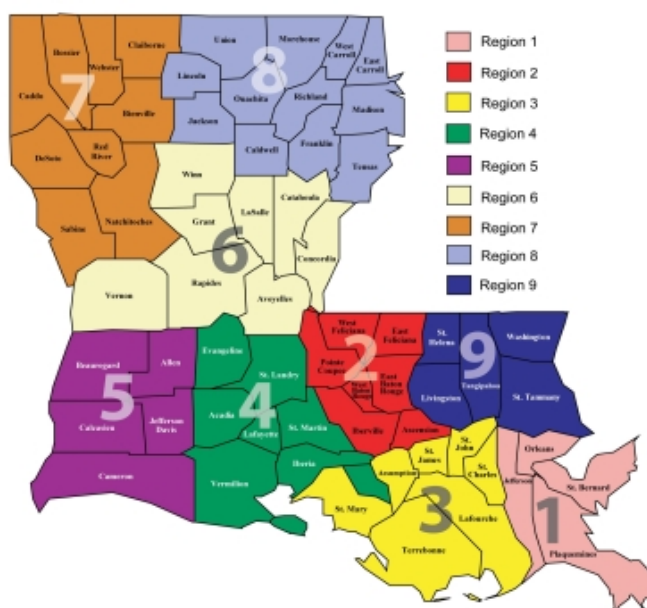 Region 1
Region 2
Region 3
Region 4
Region 5
Region 6
Region 7
Region 8
Region 9
7
Caddo
Bossier
Webster
Claiborne
Bienville
DeSoto
Red
River
Sabine
Natchitoches
8
Union
Morehouse
West
Carroll
East
Carroll
Lincoln
Ouachita
Richland
Madison
Jackson
Caldwell
Franklin
Tensas
6
Winn
Grant
LaSalle
Catahoula
Concordia
Vernon
Rapides
Avoyelles
5
Beauregard
Allen
Calcasieu
Jefferson
Davis
Cameron
4
Evangeline
St. Landry
Acadia
Lafayette
St. Martin
Vermilion
Iberia
2
West
Feliciana
East
Feliciana
Pointe
Coupee
West Baton
Rouge
East
Baton
Rouge
Iberville
Ascension
9
St.
Helena
Tangipahoa
Washington
Livingston
St. Tammany
3
Assumption
St.
James
St.
John
St.
Charles
St. Mary
Lafourche
Terrebonne
1
Orleans
Jefferson
St. Bernard
Plaquemines